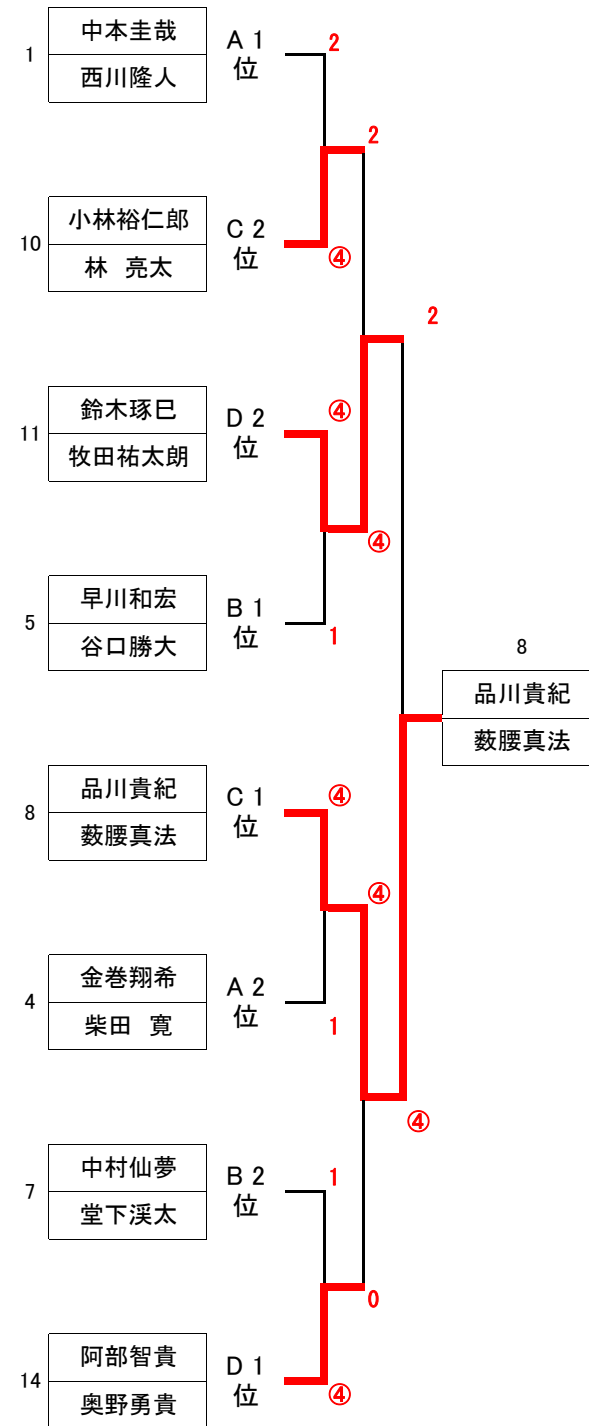 中本圭哉
A 1
2
1
位
西川隆人
2
小林裕仁郎
C 2
10
位
④
林 亮太
2
鈴木琢巳
D 2
④
11
位
牧田祐太朗
④
早川和宏
B 1
5
位
1
谷口勝大
8
品川貴紀
薮腰真法
品川貴紀
C 1
④
8
位
薮腰真法
④
金巻翔希
A 2
4
位
1
柴田 寛
④
中村仙夢
B 2
1
7
位
堂下渓太
0
阿部智貴
D 1
14
位
④
奥野勇貴